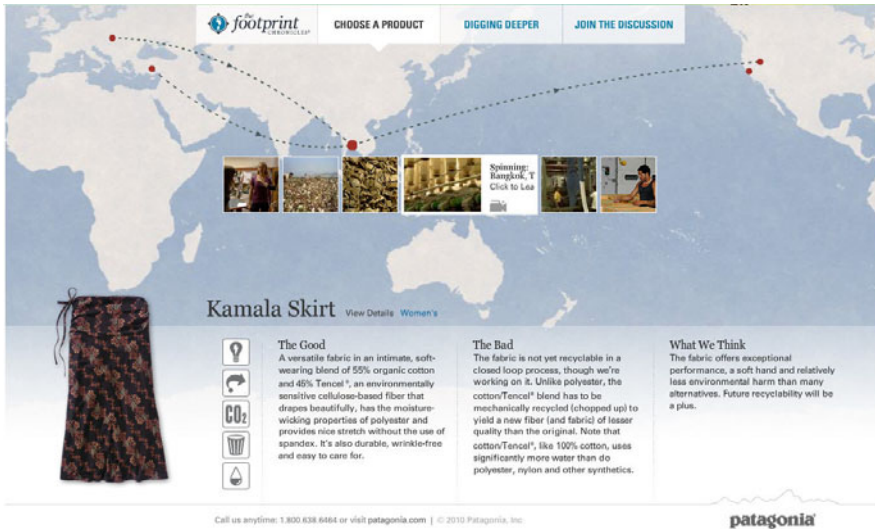 the
footprint
CHRONICLES®
CHOOSE A PRODUCT
DIGGING DEEPER
JOIN THE DISCUSSION
Spinning:
Bangkok, T
Click to Lea
Kamala Skirt
View Details
Women's
The Good
A versatile fabric in an intimate, soft-
wearing blend of 55% organic cotton
and 45% Tencel®, an environmentally
sensitive cellulose-based fiber that
drapes beautifully, has the moisture-
wicking properties of polyester and
provides nice stretch without the use of
spandex. It's also durable, wrinkle-free
and easy to care for.
The Bad
The fabric is not yet recyclable in a
closed loop process, though we're
working on it. Unlike polyester, the
cotton/Tencel® blend has to be
mechanically recycled (chopped up) to
yield a new fiber (and fabric) of lesser
quality than the original. Note that
cotton/Tencel®, like 100% cotton, uses
significantly more water than do
polyester, nylon and other synthetics.
What We Think
The fabric offers exceptional
performance, a soft hand and relatively
less environmental harm than many
alternatives. Future recyclability will be
a plus.
CO2
Call us anytime: 1.800.638.6464 or visit patagonia.com | © 2010 Patagonia, Inc
patagonia®